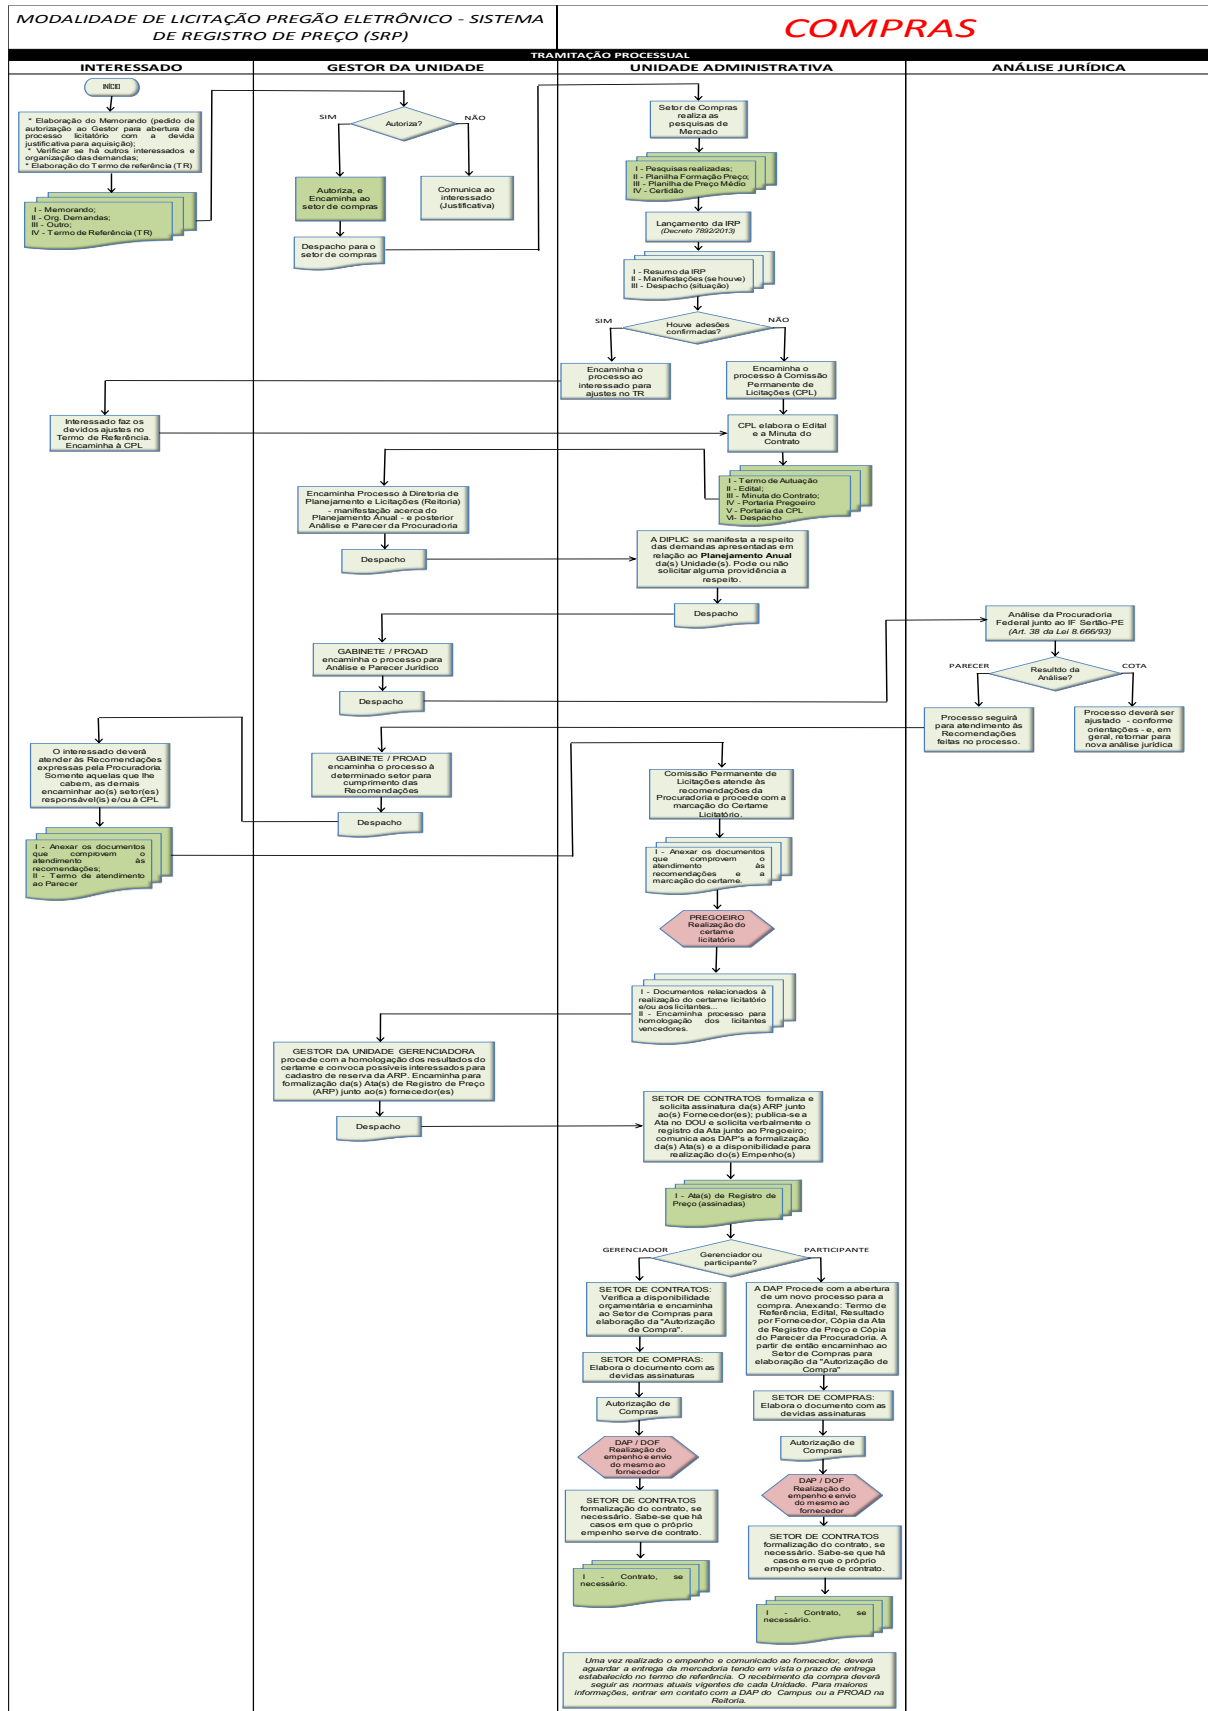 MODALIDADE DE LICITAÇÃO PREGÃO ELETRÔNICO - SISTEMA
DE REGISTRO DE PREÇO (SRP)
COMPRAS
TRAMITAÇÃO PROCESSUAL
INTERESSADO
GESTOR DA UNIDADE
UNIDADE ADMINISTRATIVA
ANÁLISE JURÍDICA
INÍCIO
* Elaboração do Memorando (pedido de
autorização ao Gestor para abertura de
processo licitatório com a devida
justificativa para aquisição);
* Verificar se há outros interessados e
organização das demandas;
* Elaboração do Termo de referência (TR)
I - Memorando;
II - Org. Demandas;
III - Outro;
IV - Termo de Referência (TR)
SIM
Autoriza?
NÃO
Autoriza, e
Encaminha ao
setor de compras
Comunica ao
interessado
(Justificativa)
Despacho para o
setor de compras
Setor de Compras
realiza as
pesquisas de
Mercado
I - Pesquisas realizadas;
II - Planilha Formação Preço;
III - Planilha de Preço Médio
IV - Certidão
Lançamento da IRP
(Decreto 7892/2013)
I - Resumo da IRP
II - Manifestações (se houve)
III - Despacho (situação)
SIM
Houve adesões
confirmadas?
NÃO
Encaminha o
processo ao
interessado para
ajustes no TR
Encaminha o
processo à Comissão
Permanente de
Licitações (CPL)
Interessado faz os
devidos ajustes no
Termo de Referência.
Encaminha à CPL
CPL elabora o Edital
e a Minuta do
Contrato
I - Termo de Autuação
II - Edital;
III - Minuta do Contrato;
IV - Portaria Pregoeiro
V - Portaria da CPL
VI- Despacho
Encaminha Processo à Diretoria de
Planejamento e Licitações (Reitoria)
- manifestação acerca do
Planejamento Anual - e posterior
Análise e Parecer da Procuradoria
Despacho
A DIPLIC se manifesta a respeito
das demandas apresentadas em
relação ao Planejamento Anual
da(s) Unidade(s). Pode ou não
solicitar alguma providência a
respeito.
Despacho
GABINETE / PROAD
encaminha o processo para
Análise e Parecer Jurídico
Despacho
Análise da Procuradoria
Federal junto ao IF Sertão-PE
(Art. 38 da Lei 8.666/93)
PARECER
Resultdo da
Análise?
COTA
Processo seguirá
para atendimento às
Recomendações
feitas no processo.
Processo deverá ser
ajustado - conforme
orientações - e, em
geral, retornar para
nova análise jurídica
GABINETE / PROAD
encaminha o processo à
determinado setor para
cumprimento das
Recomendações
Despacho
O interessado deverá
atender às Recomendações
expressas pela Procuradoria.
Somente aquelas que lhe
cabem, as demais
encaminhar ao(s) setor(es)
responsável(is) e/ou à CPL
I - Anexar os documentos
que comprovem o
atendimento às
recomendações;
II - Termo de atendimento
ao Parecer
Comissão Permanente de
Licitações atende às
recomendações da
Procuradoria e procede com a
marcação do Certame
Licitatório.
I - Anexar os documentos
que comprovem o
atendimento às
recomendações e a
marcação do certame.
PREGOEIRO
Realização do
certame
licitatório
I - Documentos relacionados à
realização do certame licitatório
e/ou aos licitantes...
II - Encaminha processo para
homologação dos licitantes
vencedores.
GESTOR DA UNIDADE GERENCIADORA
procede com a homologação dos resultados do
certame e convoca possíveis interessados para
cadastro de reserva da ARP. Encaminha para
formalização da(s) Ata(s) de Registro de Preço
(ARP) junto ao(s) fornecedor(es)
Despacho
SETOR DE CONTRATOS formaliza e
solicita assinatura da(s) ARP junto
ao(s) Fornecedor(es); publica-se a
Ata no DOU e solicita verbalmente o
registro da Ata junto ao Pregoeiro;
comunica aos DAP's a formalização
da(s) Ata(s) e a disponibilidade para
realização do(s) Empenho(s)
I - Ata(s) de Registro de
Preço (assinadas)
GERENCIADOR
Gerenciador ou
participante?
PARTICIPANTE
SETOR DE CONTRATOS:
Verifica a disponibilidade
orçamentária e encaminha
ao Setor de Compras para
elaboração da "Autorização
de Compra".
SETOR DE COMPRAS:
Elabora o documento com as
devidas assinaturas
Autorização de
Compras
DAP / DOF
Realização do
empenho e envio
do mesmo ao
fornecedor
SETOR DE CONTRATOS
formalização do contrato, se
necessário. Sabe-se que há
casos em que o próprio
empenho serve de contrato.
I - Contrato, se
necessário.
A DAP Procede com a abertura
de um novo processo para a
compra. Anexando: Termo de
Referência, Edital, Resultado
por Fornecedor, Cópia da Ata
de Registro de Preço e Cópia
do Parecer da Procuradoria. A
partir de então encaminhao ao
Setor de Compras para
elaboração da "Autorização de
Compra"
SETOR DE COMPRAS:
Elabora o documento com as
devidas assinaturas
Autorização de
Compras
DAP / DOF
Realização do
empenho e envio
do mesmo ao
fornecedor
SETOR DE CONTRATOS
formalização do contrato, se
necessário. Sabe-se que há
casos em que o próprio
empenho serve de contrato.
I - Contrato, se
necessário.
Uma vez realizado o empenho e comunicado ao fornecedor, deverá
aguardar a entrega da mercadoria tendo em vista o prazo de entrega
estabelecido no termo de referência. O recebimento da compra deverá
seguir as normas atuais vigentes de cada Unidade. Para maiores
informações, entrar em contato com a DAP do Campus ou a PROAD na
Reitoria.